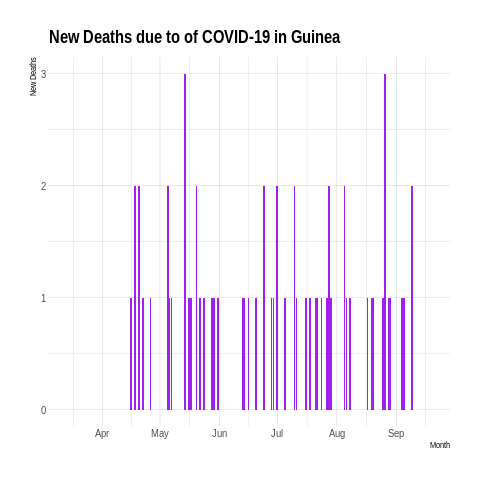 New Deaths due to of COVID-19 in Guinea
New Deaths
3
2
1
0
Apr May Jun Jul Aug Sep
Month